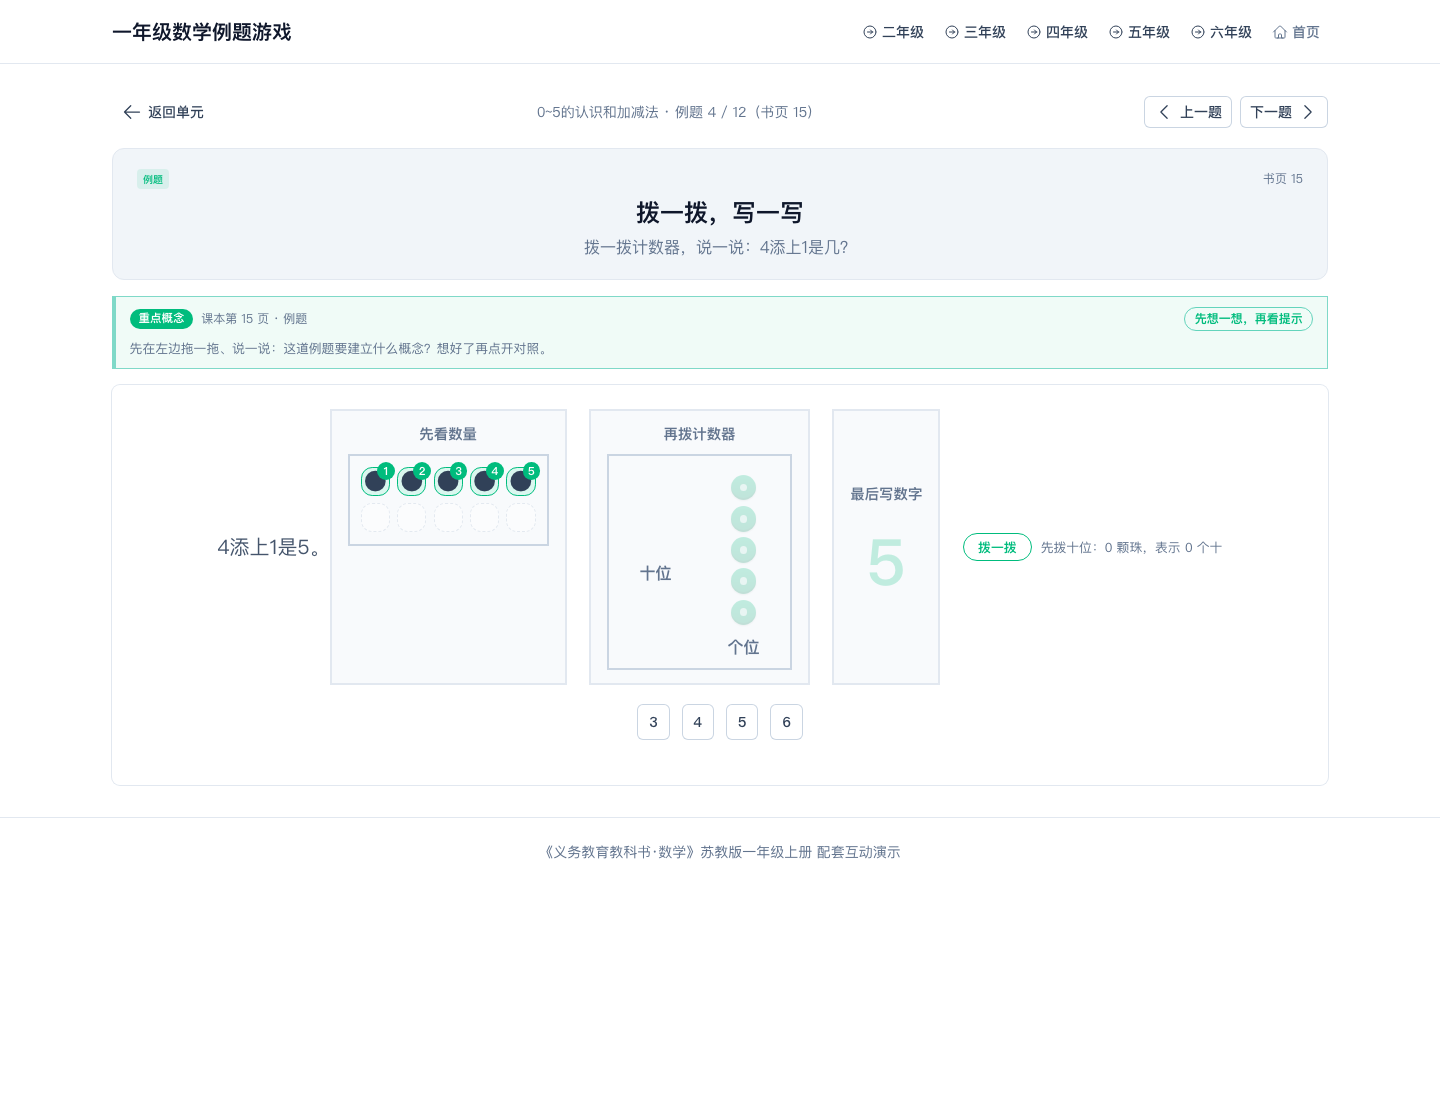 一年级数学例题游戏
二年级 三年级 四年级 五年级 六年级 首页
返回单元
0~5的认识和加减法 · 例题 4 / 12（书页 15）
上一题 下一题
例题
书页 15
拨一拨，写一写
拨一拨计数器，说一说：4添上1是几？
重点概念 课本第 15 页 · 例题
先想一想，再看提示
先在左边拖一拖、说一说：这道例题要建立什么概念？想好了再点开对照。
4添上1是5。
先看数量
1 2 3 4 5
再拨计数器
十位
个位
最后写数字
5
拨一拨 先拨十位：0 颗珠，表示 0 个十
3 4 5 6
《义务教育教科书·数学》苏教版一年级上册 配套互动演示